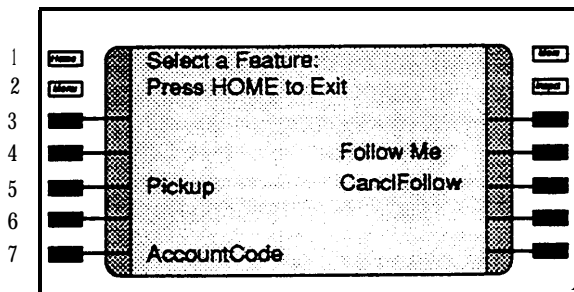 1 Home Select a Feature: More
2 Menu Press HOME to Exit
3
4 Follow Me
5 Pickup CanclFollow
6
7 AccountCode